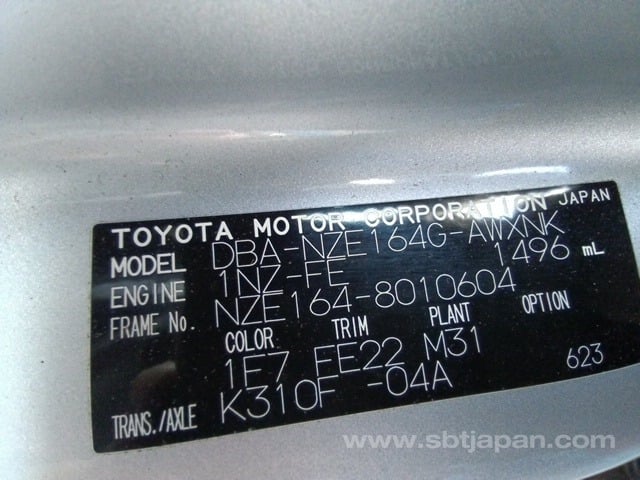 TOYOTA MOTOR CORPORATION JAPAN
MODEL DBA-NZE164G-AWXNK
ENGINE 1NZ-FE 1496 mL
FRAME No. NZE164-8010604
COLOR TRIM PLANT OPTION
1E7 FE22 M31
TRANS./AXLE K310F -04A 623
www.sbtjapan.com